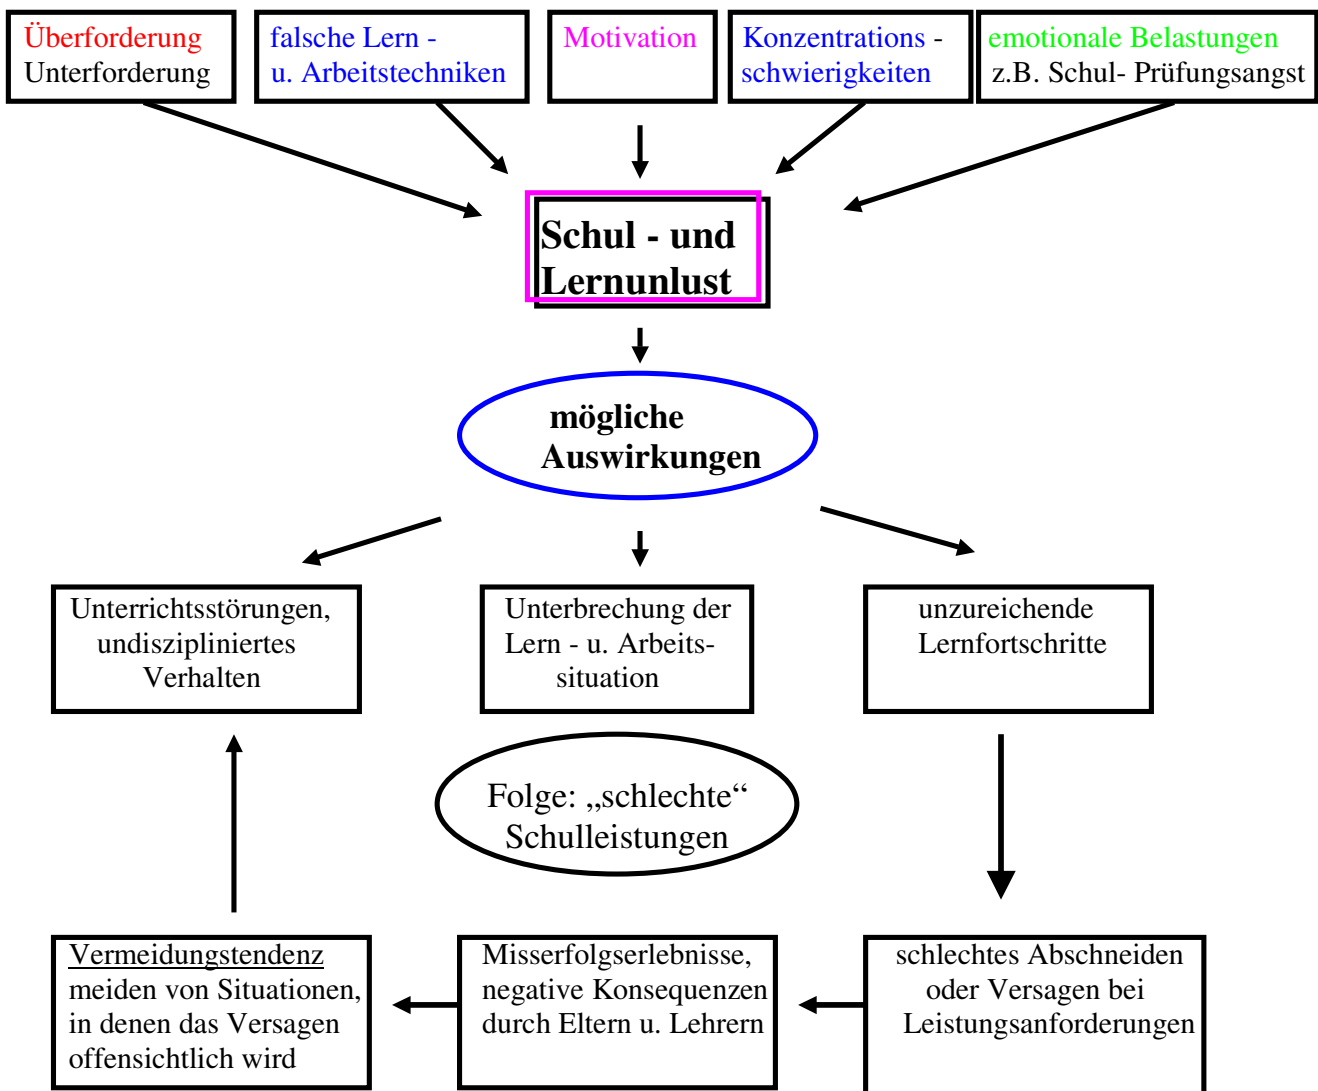 Überforderung
Unterforderung
falsche Lern -
u. Arbeitstechniken
Motivation
Konzentrations -
schwierigkeiten
emotionale Belastungen
z.B. Schul- Prüfungsangst
Schul - und
Lernunlust
mögliche
Auswirkungen
Unterrichtsstörungen,
undiszipliniertes
Verhalten
Unterbrechung der
Lern - u. Arbeits-
situation
unzureichende
Lernfortschritte
Folge: „schlechte“
Schulleistungen
Vermeidungstendenz
meiden von Situationen,
in denen das Versagen
offensichtlich wird
Misserfolgserlebnisse,
negative Konsequenzen
durch Eltern u. Lehrern
schlechtes Abschneiden
oder Versagen bei
Leistungsanforderungen